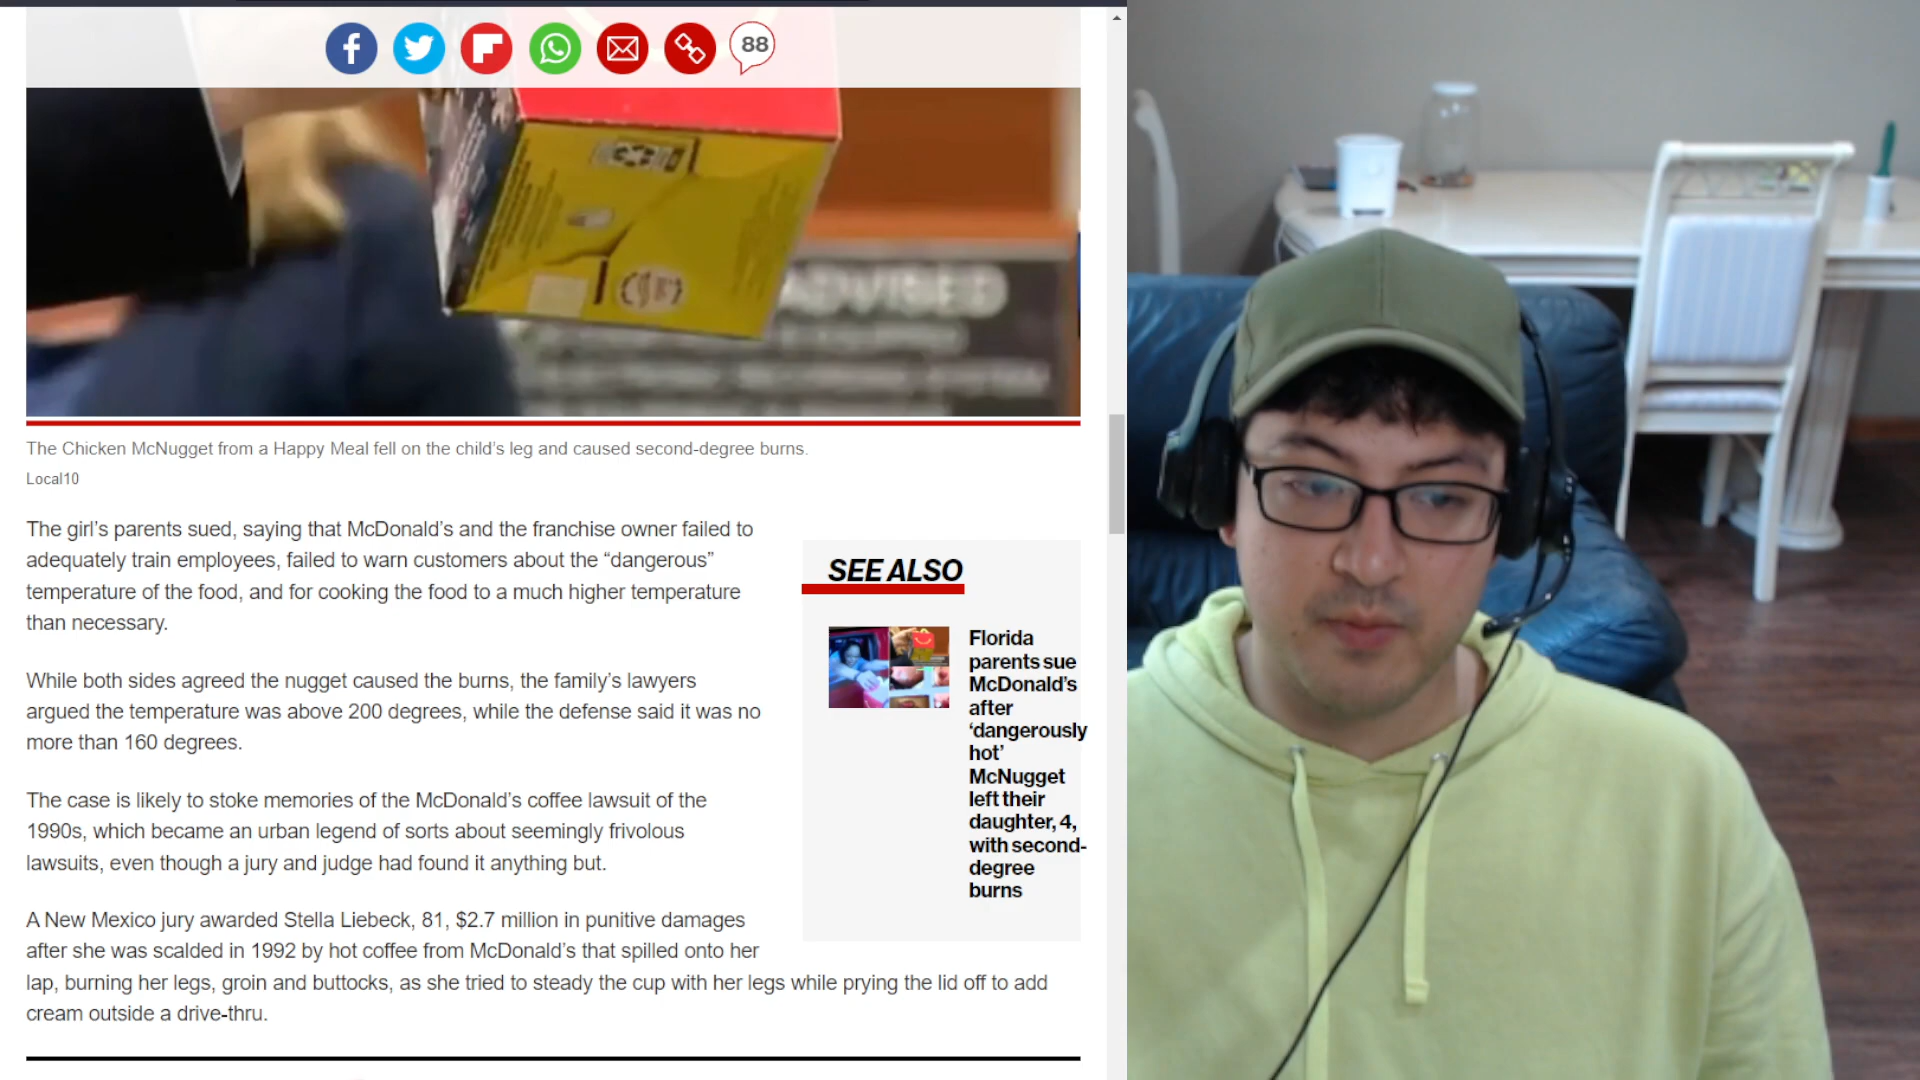 88
ADVISED
The Chicken McNugget from a Happy Meal fell on the child's leg and caused second-degree burns.
Local10
The girl's parents sued, saying that McDonald's and the franchise owner failed to
adequately train employees, failed to warn customers about the “dangerous”
temperature of the food, and for cooking the food to a much higher temperature
than necessary.
While both sides agreed the nugget caused the burns, the family's lawyers
argued the temperature was above 200 degrees, while the defense said it was no
more than 160 degrees.
The case is likely to stoke memories of the McDonald's coffee lawsuit of the
1990s, which became an urban legend of sorts about seemingly frivolous
lawsuits, even though a jury and judge had found it anything but.
A New Mexico jury awarded Stella Liebeck, 81, $2.7 million in punitive damages
after she was scalded in 1992 by hot coffee from McDonald's that spilled onto her
lap, burning her legs, groin and buttocks, as she tried to steady the cup with her legs while prying the lid off to add
cream outside a drive-thru.
SEE ALSO
Florida
parents sue
McDonald's
after
‘dangerously
hot’
McNugget
left their
daughter, 4,
with second-
degree
burns